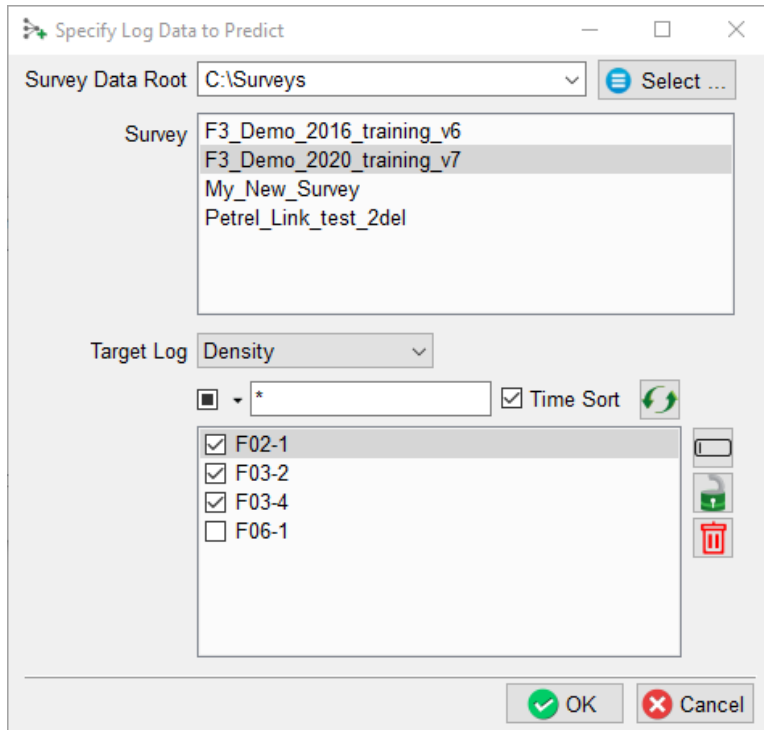 Specify Log Data to Predict
Survey Data Root C:\Surveys Select ...
Survey
F3_Demo_2016_training_v6
F3_Demo_2020_training_v7
My_New_Survey
Petrel_Link_test_2del
Target Log Density
* Time Sort
F02-1
F03-2
F03-4
F06-1
OK Cancel